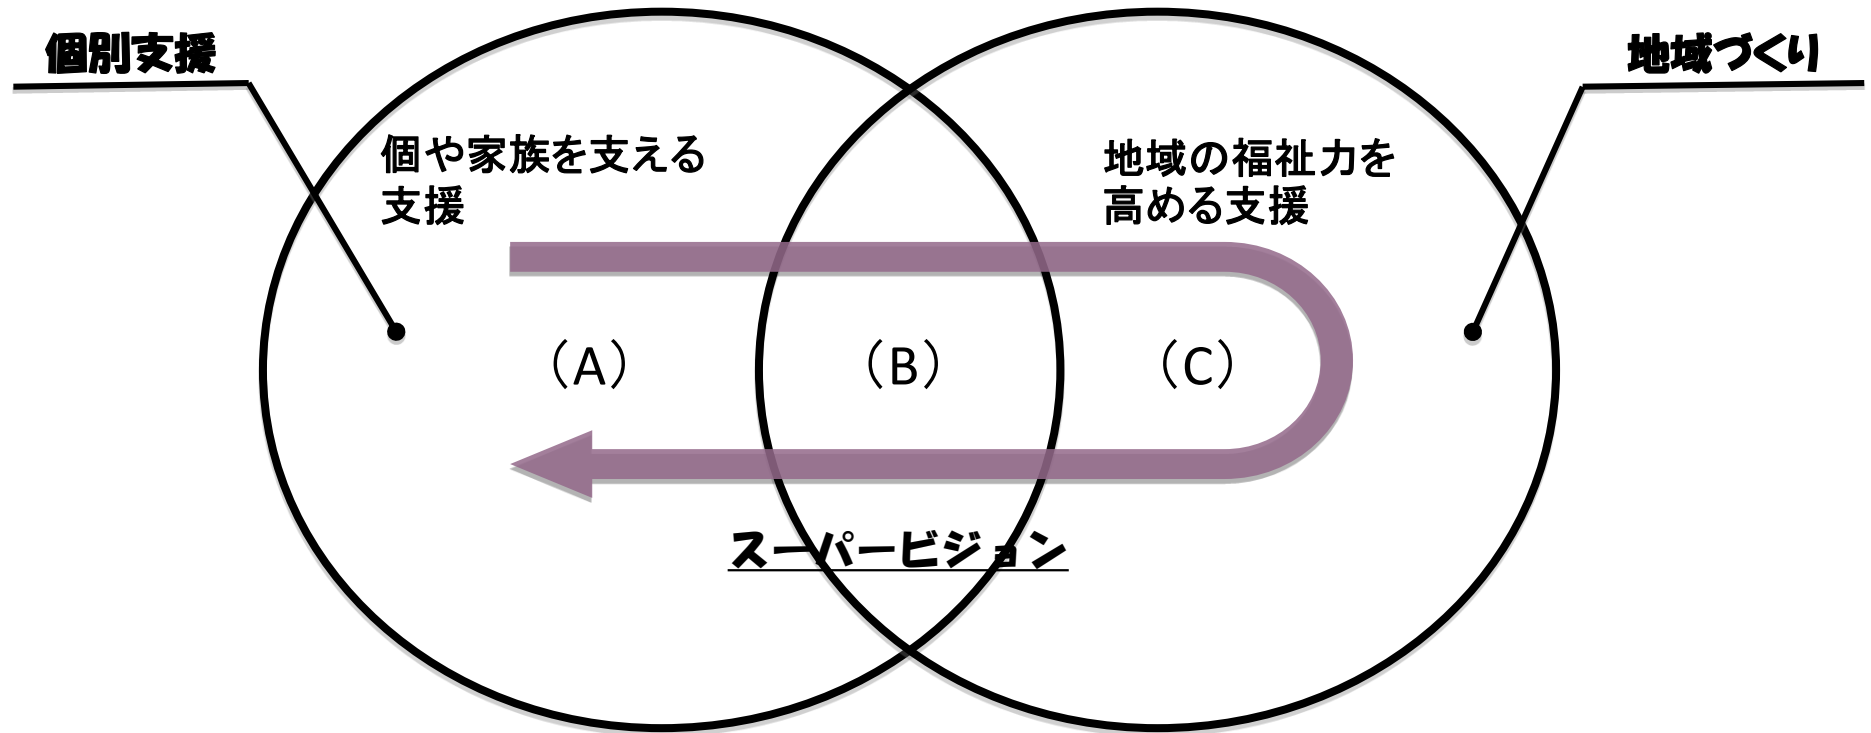 個別支援
地域づくり
個や家族を支える
支援
地域の福祉力を
高める支援
（A）
（B）
（C）
スーパービジョン